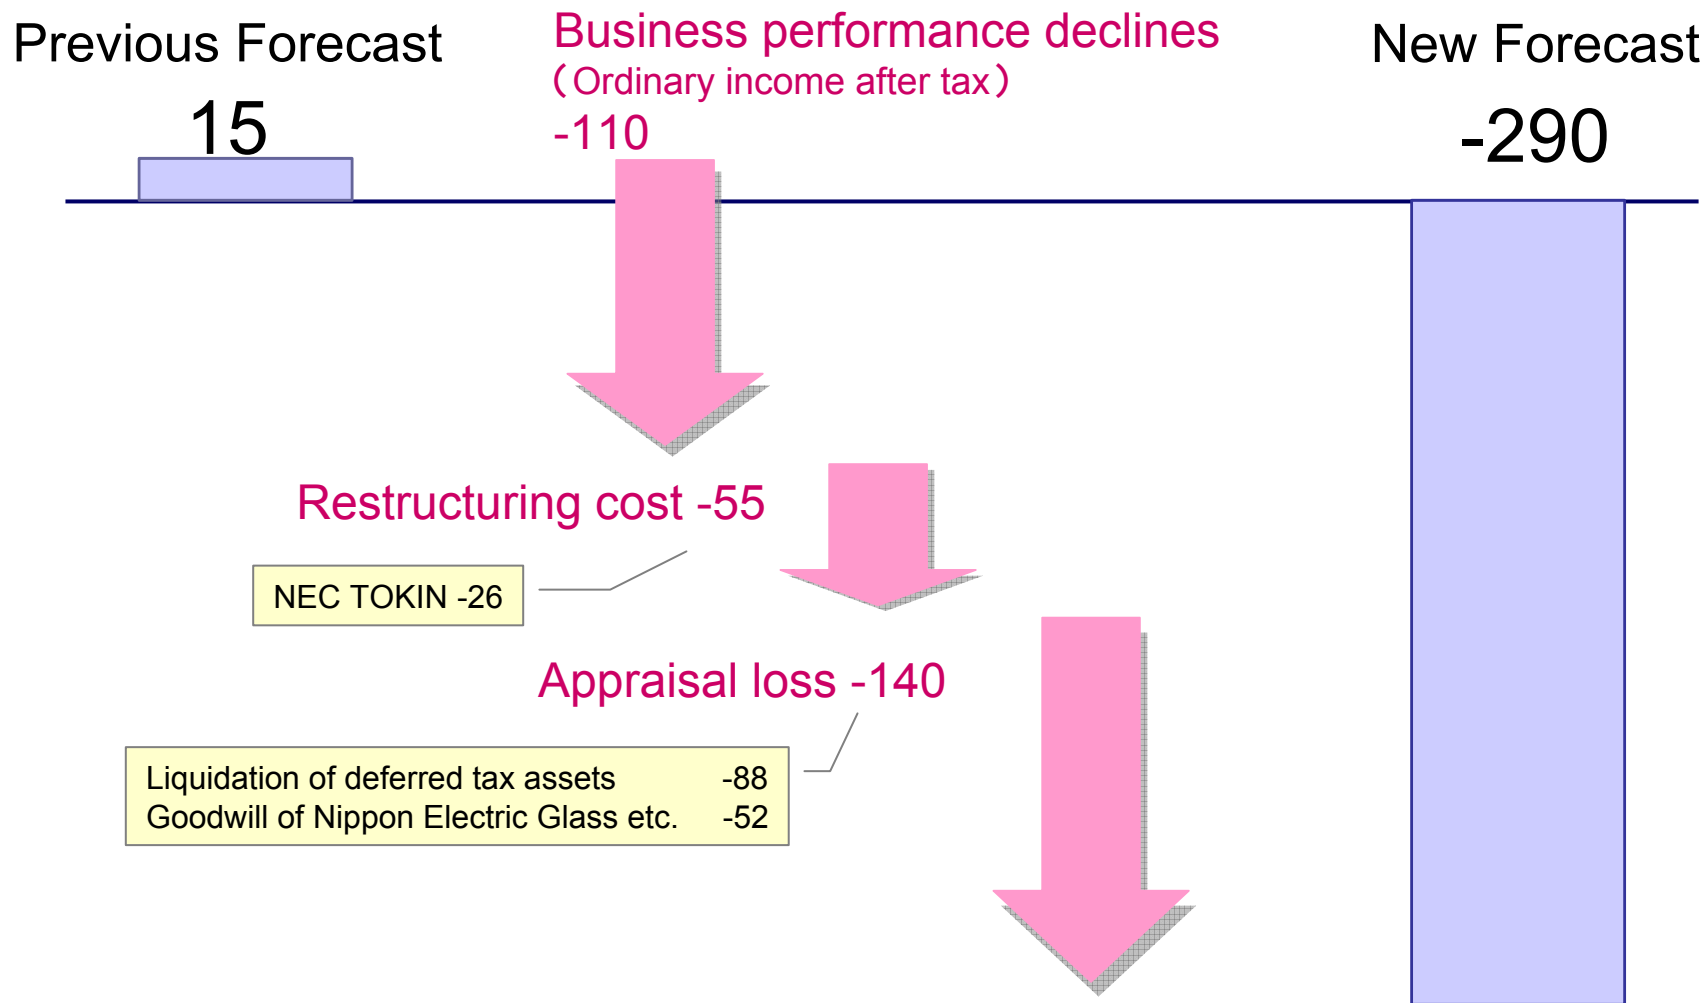 Previous Forecast
15
Business performance declines
（Ordinary income after tax）
-110
New Forecast
-290
Restructuring cost -55
NEC TOKIN -26
Appraisal loss -140
Liquidation of deferred tax assets -88
Goodwill of Nippon Electric Glass etc. -52